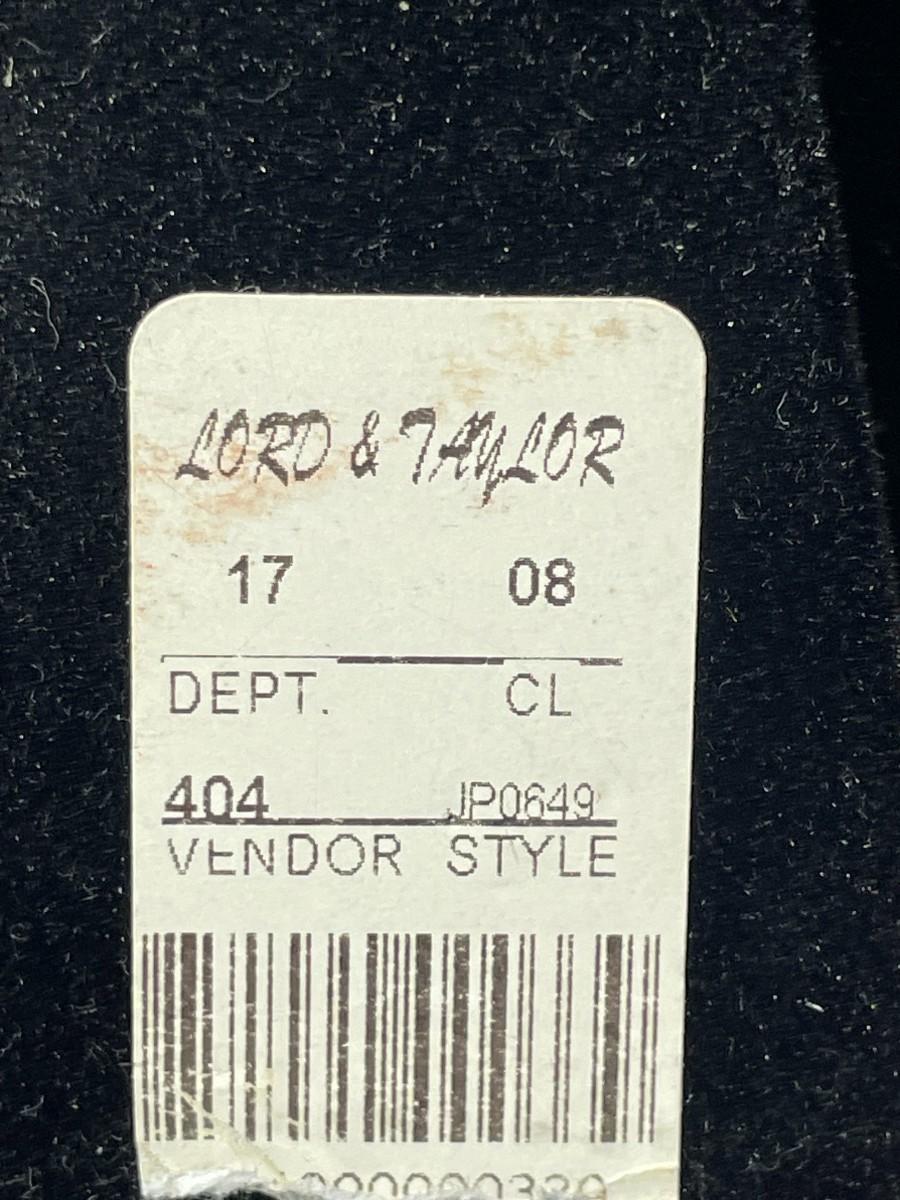 LORD & TAYLOR
17 08
DEPT. CL
404 JP0649
VENDOR STYLE